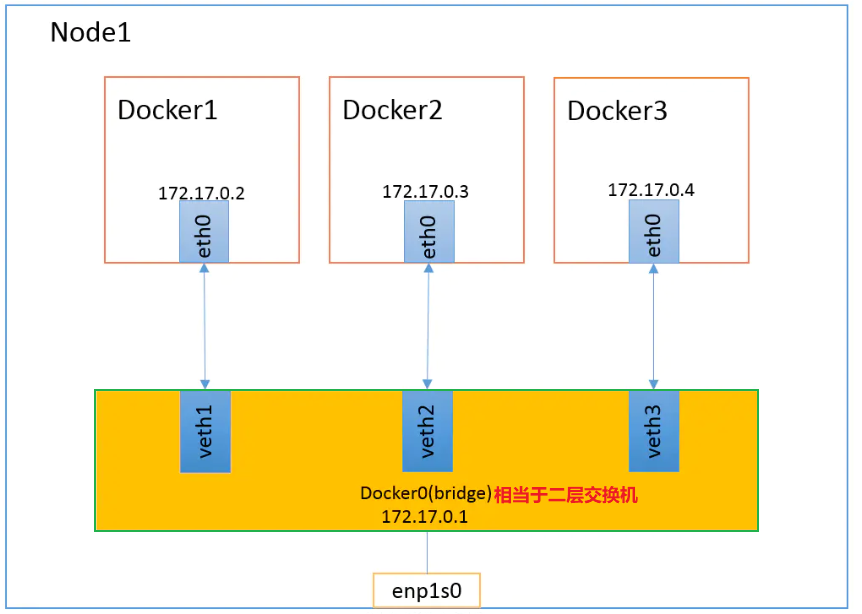 Node1
Docker1
Docker2
Docker3
172.17.0.2
172.17.0.3
172.17.0.4
eth0
eth0
eth0
veth1
veth2
veth3
Docker0(bridge)相当于二层交换机
172.17.0.1
enp1s0